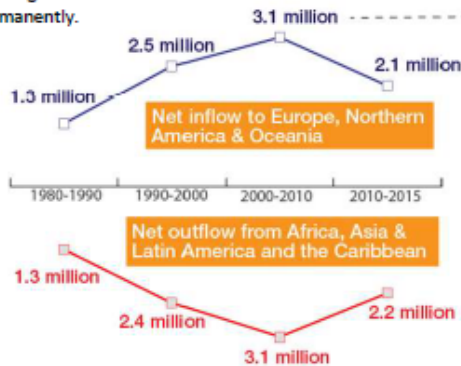 manently.
3.1 million
2.5 million
2.1 million
1.3 million
Net inflow to Europe, Northern
America & Oceania
1980-1990 1990-2000 2000-2010 2010-2015
Net outflow from Africa, Asia &
Latin America and the Caribbean
1.3 million
2.4 million
2.2 million
3.1 million